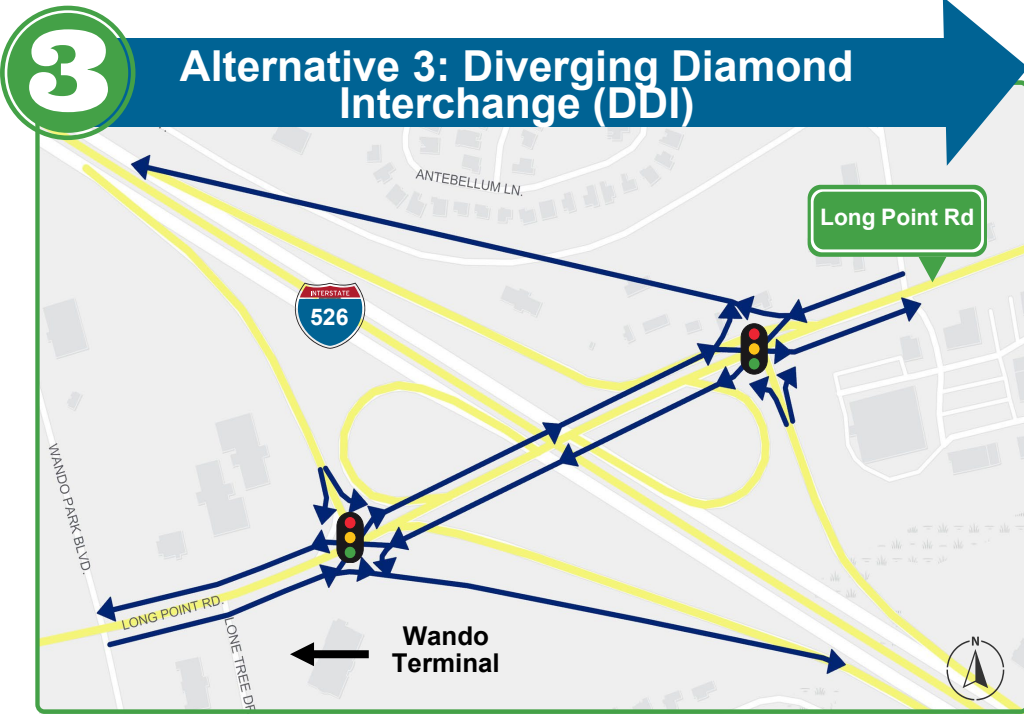 3
Alternative 3: Diverging Diamond
Interchange (DDI)
ANTEBELLUM LN.
Long Point Rd
INTERSTATE
526
WANDO PARK BLVD.
LONG POINT RD.
LONE TREE DR
Wando
Terminal
N